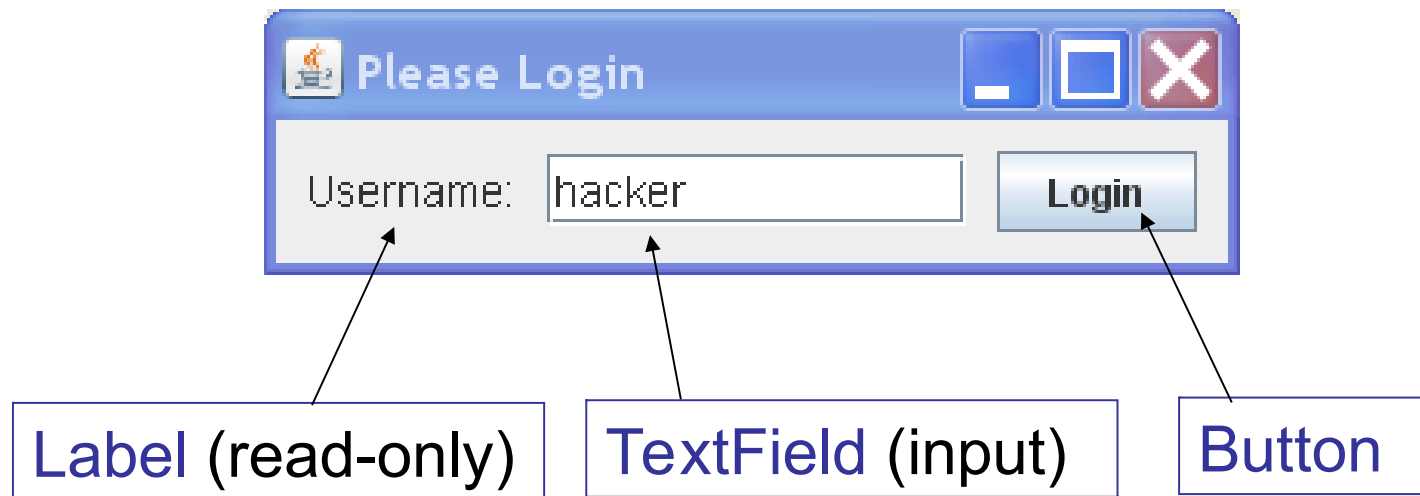 Please Login
Username: hacker Login
Label (read-only) TextField (input) Button